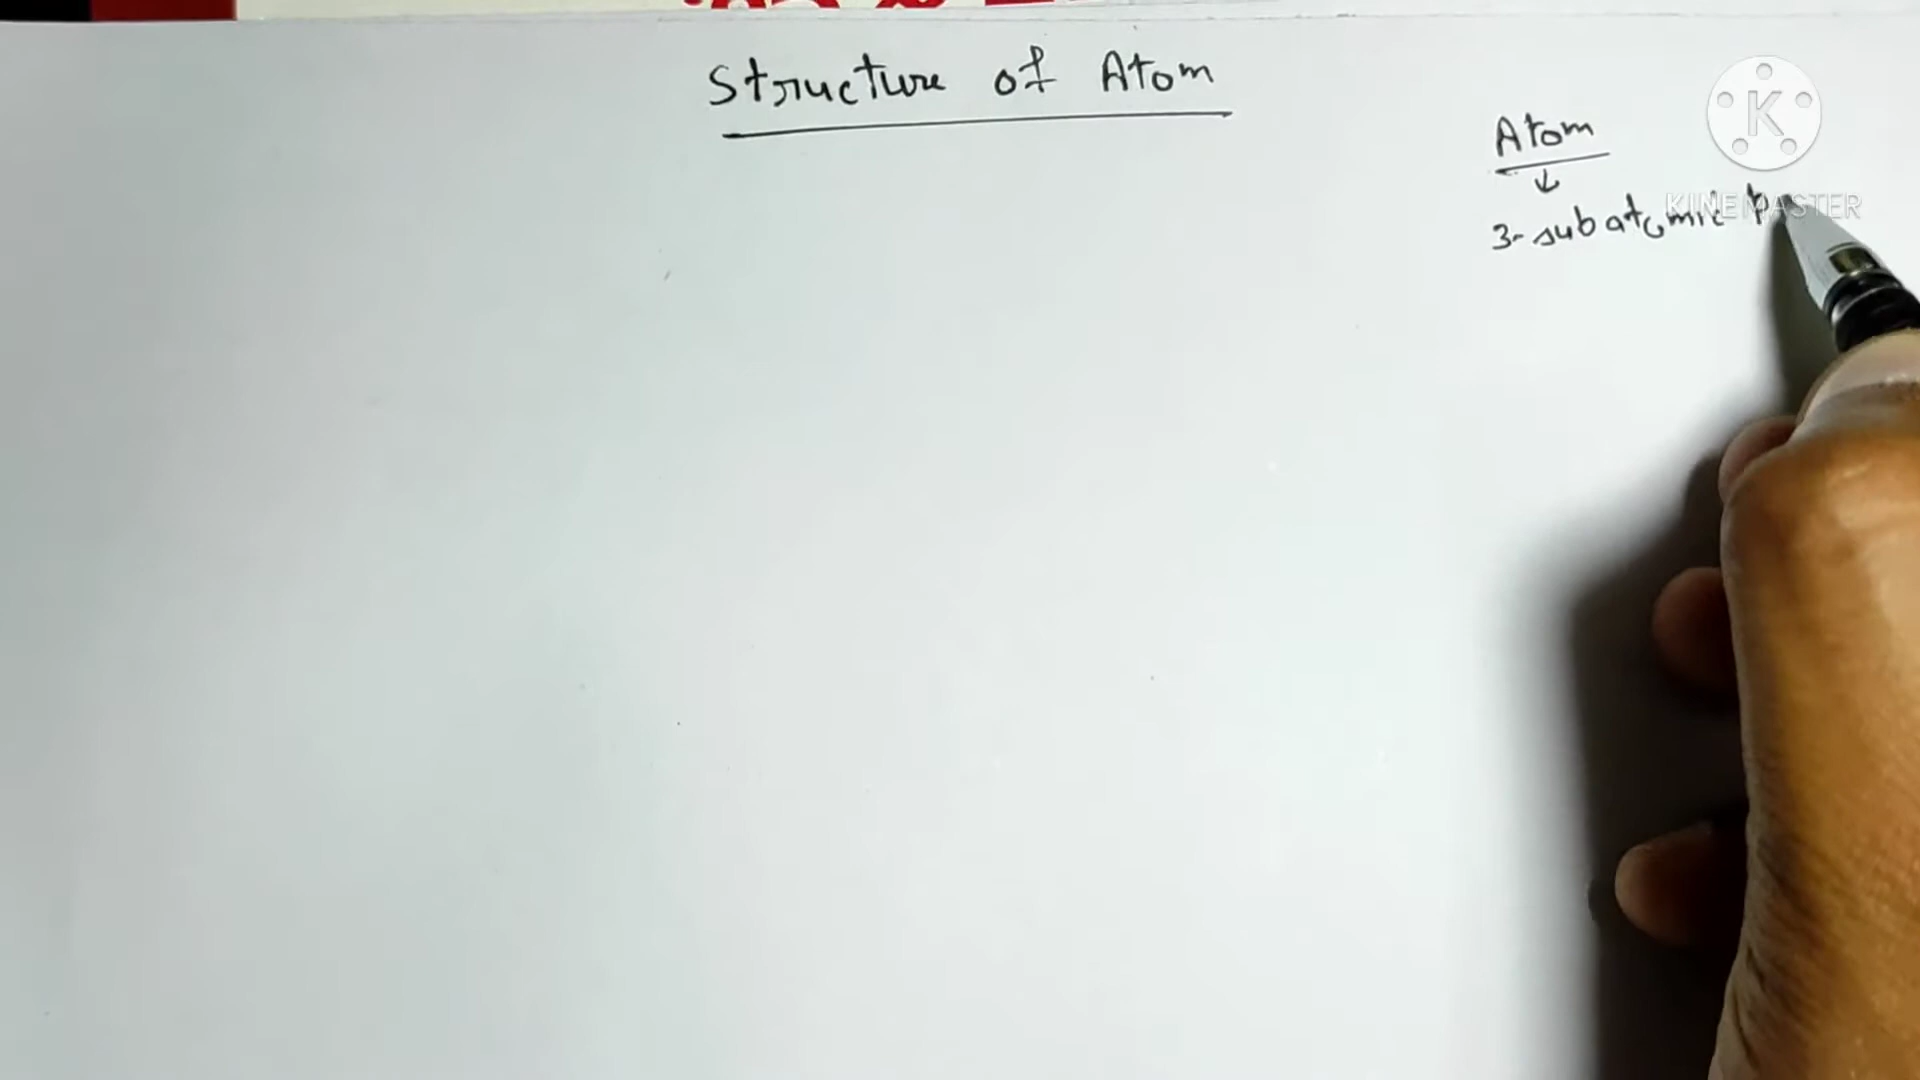 Structure of Atom
Atom
↓
3-subatomic p
K
KINEMASTER